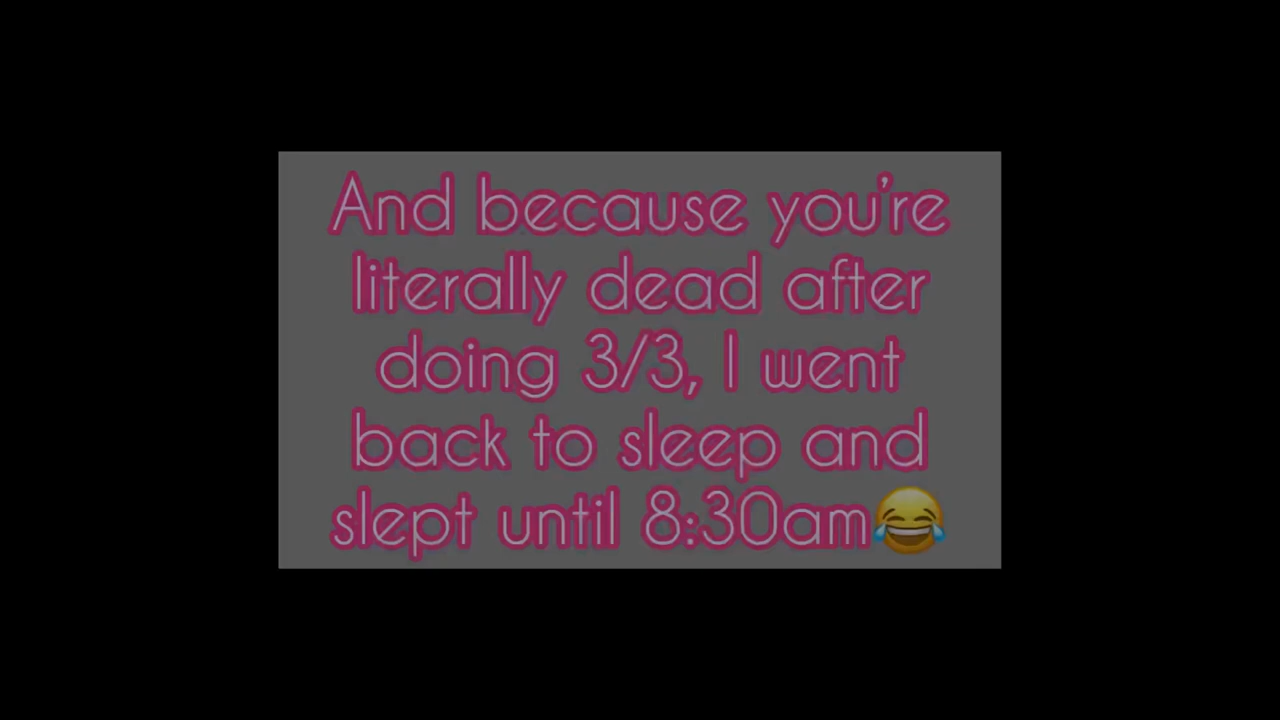 And because you're
literally dead after
doing 3/3, I went
back to sleep and
slept until 8:30am😂